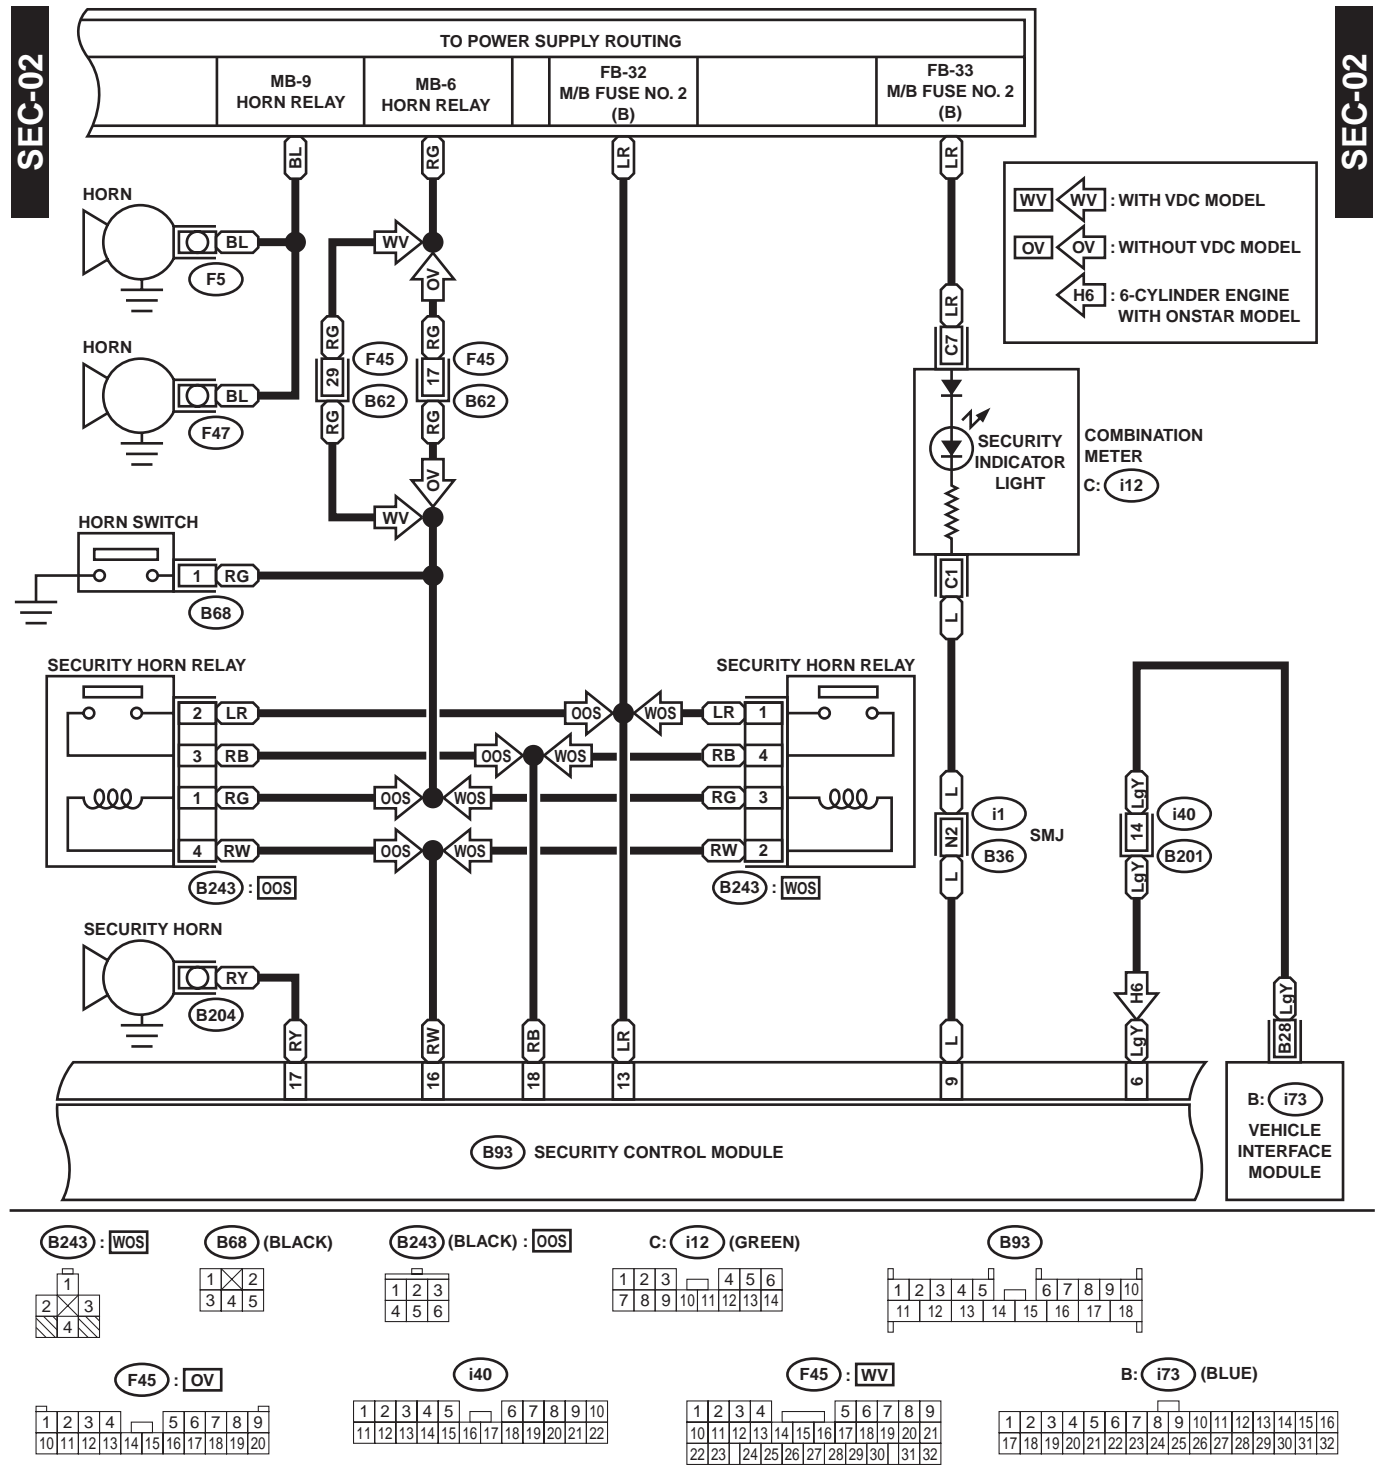 SEC-02
SEC-02
TO POWER SUPPLY ROUTING
MB-9
HORN RELAY
MB-6
HORN RELAY
FB-32
M/B FUSE NO. 2
(B)
FB-33
M/B FUSE NO. 2
(B)
BL
RG
LR
LR
WV WV : WITH VDC MODEL
OV OV : WITHOUT VDC MODEL
H6 : 6-CYLINDER ENGINE
WITH ONSTAR MODEL
HORN
BL
F5
WV
OV
HORN
BL
F47
RG
29
RG
F45
B62
RG
17
RG
F45
B62
OV
WV
LR
C7
SECURITY
INDICATOR
LIGHT
COMBINATION
METER
C: i12
C1
L
HORN SWITCH
1 RG
B68
SECURITY HORN RELAY
2 LR
3 RB
1 RG
4 RW
B243 : OOS
OOS WOS
OOS WOS
OOS WOS
OOS WOS
SECURITY HORN RELAY
LR 1
RB 4
RG 3
RW 2
B243 : WOS
L
N2
L
i1
B36
SMJ
LgY
14
LgY
i40
B201
H6
SECURITY HORN
RY
B204
RY
RW
RB
LR
L
LgY
LgY
B28
17
16
18
13
9
6
B93 SECURITY CONTROL MODULE
B: i73
VEHICLE
INTERFACE
MODULE
B243 : WOS
1
2 3
4
B68 (BLACK)
1 2
3 4 5
B243 (BLACK) : OOS
1 2 3
4 5 6
C: i12 (GREEN)
1 2 3 4 5 6
7 8 9 10 11 12 13 14
B93
1 2 3 4 5 6 7 8 9 10
11 12 13 14 15 16 17 18
F45 : OV
1 2 3 4 5 6 7 8 9
10 11 12 13 14 15 16 17 18 19 20
i40
1 2 3 4 5 6 7 8 9 10
11 12 13 14 15 16 17 18 19 20 21 22
F45 : WV
1 2 3 4 5 6 7 8 9
10 11 12 13 14 15 16 17 18 19 20 21
22 23 24 25 26 27 28 29 30 31 32
B: i73 (BLUE)
1 2 3 4 5 6 7 8 9 10 11 12 13 14 15 16
17 18 19 20 21 22 23 24 25 26 27 28 29 30 31 32